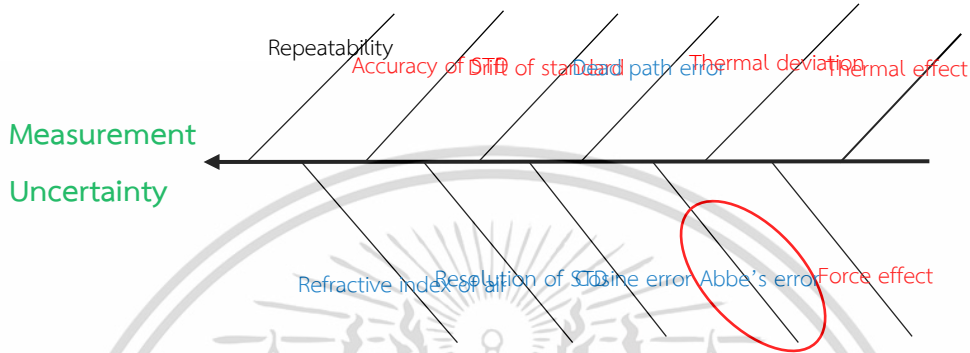 Repeatability
Accuracy of STD
Drift of standard
Dead path error
Thermal deviation
Thermal effect
Measurement
Uncertainty
Refractive index of air
Resolution of STD
Cosine error
Abbe's error
Force effect